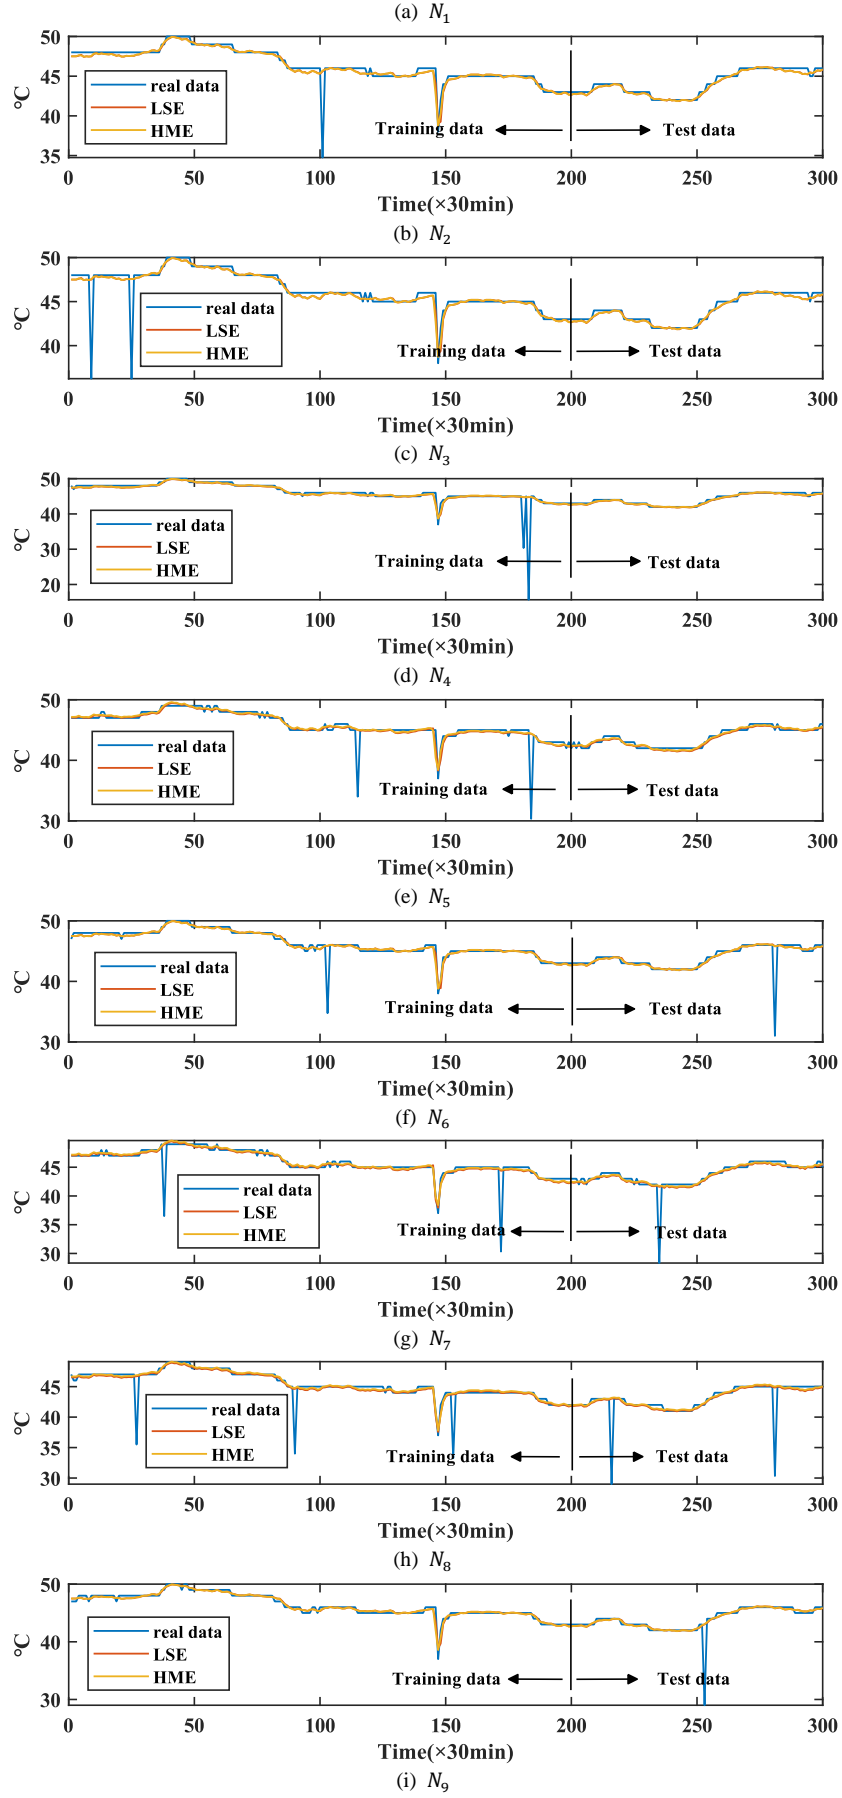 (a) N1
50
45
40
35
°C
real data
LSE
HME
Training data
Test data
0 50 100 150 200 250 300
Time(×30min)
(b) N2
50
45
40
°C
real data
LSE
HME
Training data
Test data
0 50 100 150 200 250 300
Time(×30min)
(c) N3
50
40
30
20
°C
real data
LSE
HME
Training data
Test data
0 50 100 150 200 250 300
Time(×30min)
(d) N4
50
40
30
°C
real data
LSE
HME
Training data
Test data
0 50 100 150 200 250 300
Time(×30min)
(e) N5
50
40
30
°C
real data
LSE
HME
Training data
Test data
0 50 100 150 200 250 300
Time(×30min)
(f) N6
45
40
35
30
°C
real data
LSE
HME
Training data
Test data
0 50 100 150 200 250 300
Time(×30min)
(g) N7
45
40
35
30
°C
real data
LSE
HME
Training data
Test data
0 50 100 150 200 250 300
Time(×30min)
(h) N8
50
40
30
°C
real data
LSE
HME
Training data
Test data
0 50 100 150 200 250 300
Time(×30min)
(i) N9